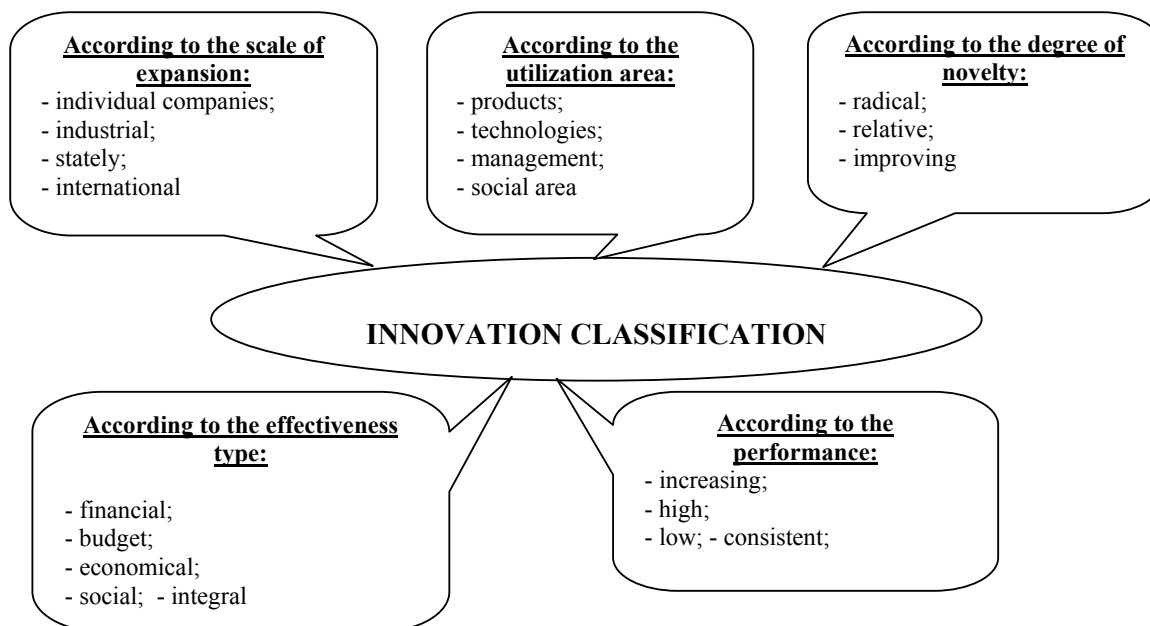 According to the scale of
expansion:
- individual companies;
- industrial;
- stately;
- international
According to the
utilization area:
- products;
- technologies;
- management;
- social area
According to the degree of
novelty:
- radical;
- relative;
- improving
INNOVATION CLASSIFICATION
According to the effectiveness
type:
- financial;
- budget;
- economical;
- social;  - integral
According to the
performance:
- increasing;
- high;
- low; - consistent;